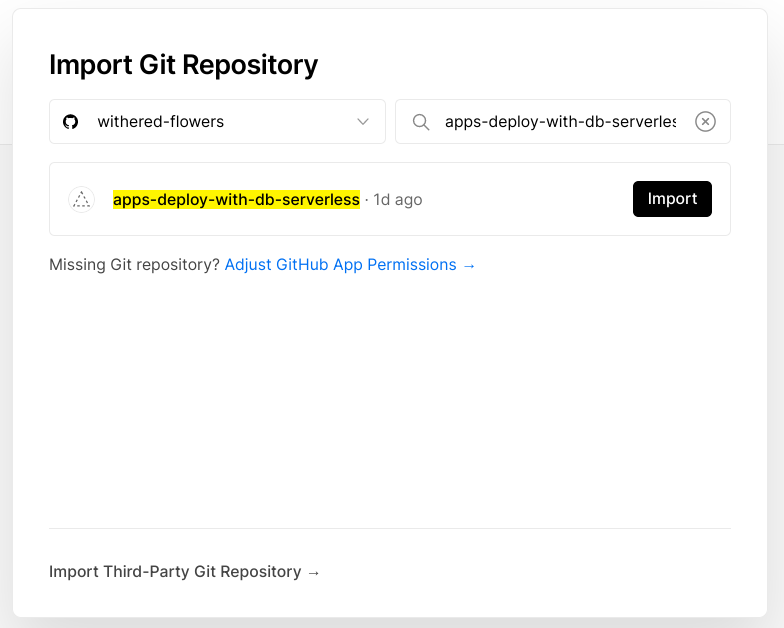 Import Git Repository
withered-flowers
apps-deploy-with-db-serverles
apps-deploy-with-db-serverless · 1d ago
Import
Missing Git repository? Adjust GitHub App Permissions →
Import Third-Party Git Repository →